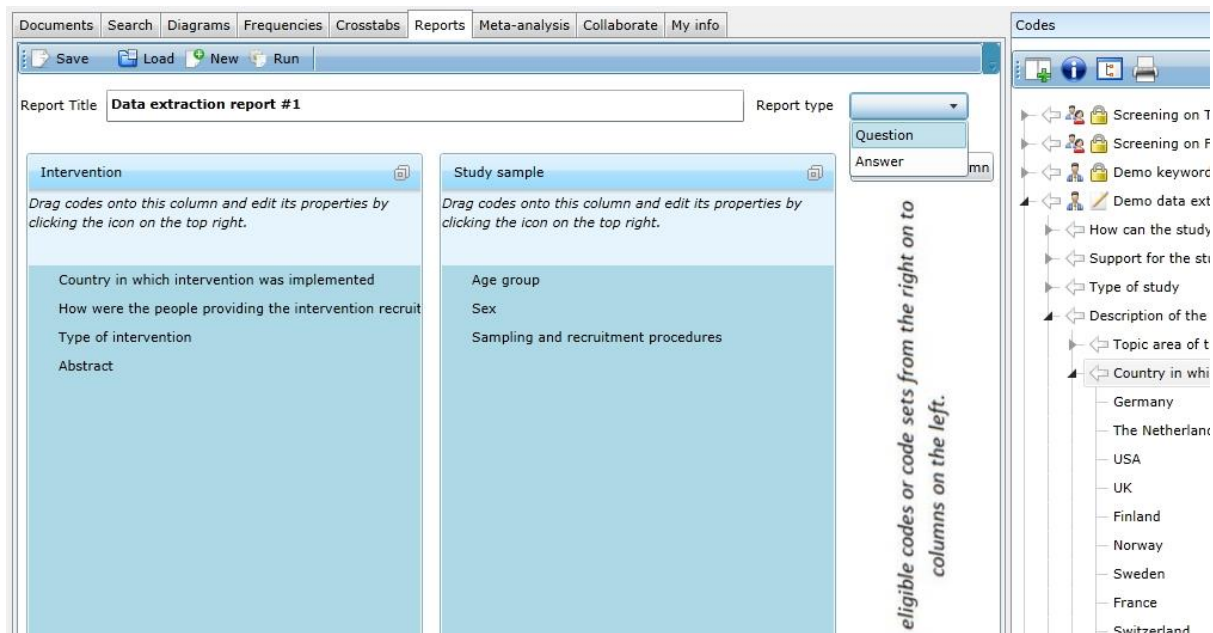 Documents Search Diagrams Frequencies Crosstabs Reports Meta-analysis Collaborate My info
Save Load New Run
Report Title Data extraction report #1 Report type
Question
Answer
mn
Intervention
Drag codes onto this column and edit its properties by
clicking the icon on the top right.
Country in which intervention was implemented
How were the people providing the intervention recruit
Type of intervention
Abstract
Study sample
Drag codes onto this column and edit its properties by
clicking the icon on the top right.
Age group
Sex
Sampling and recruitment procedures
eligible codes or code sets from the right on to
columns on the left.
Codes
Screening on T
Screening on F
Demo keyword
Demo data ext
How can the study
Support for the stu
Type of study
Description of the
Topic area of t
Country in whi
Germany
The Netherlan
USA
UK
Finland
Norway
Sweden
France
Switzerland